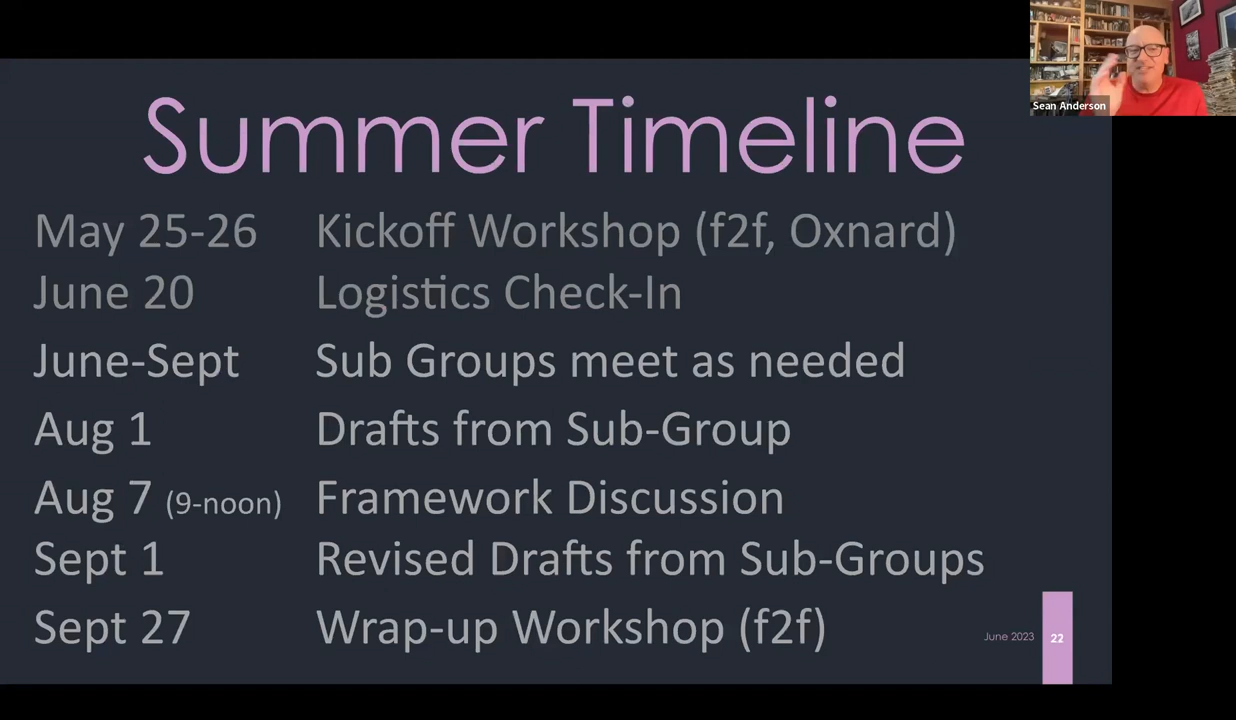 Summer Timeline
May 25-26 Kickoff Workshop (f2f, Oxnard)
June 20 Logistics Check-In
June-Sept Sub Groups meet as needed
Aug 1 Drafts from Sub-Group
Aug 7 (9-noon) Framework Discussion
Sept 1 Revised Drafts from Sub-Groups
Sept 27 Wrap-up Workshop (f2f)
June 2023 22
Sean Anderson